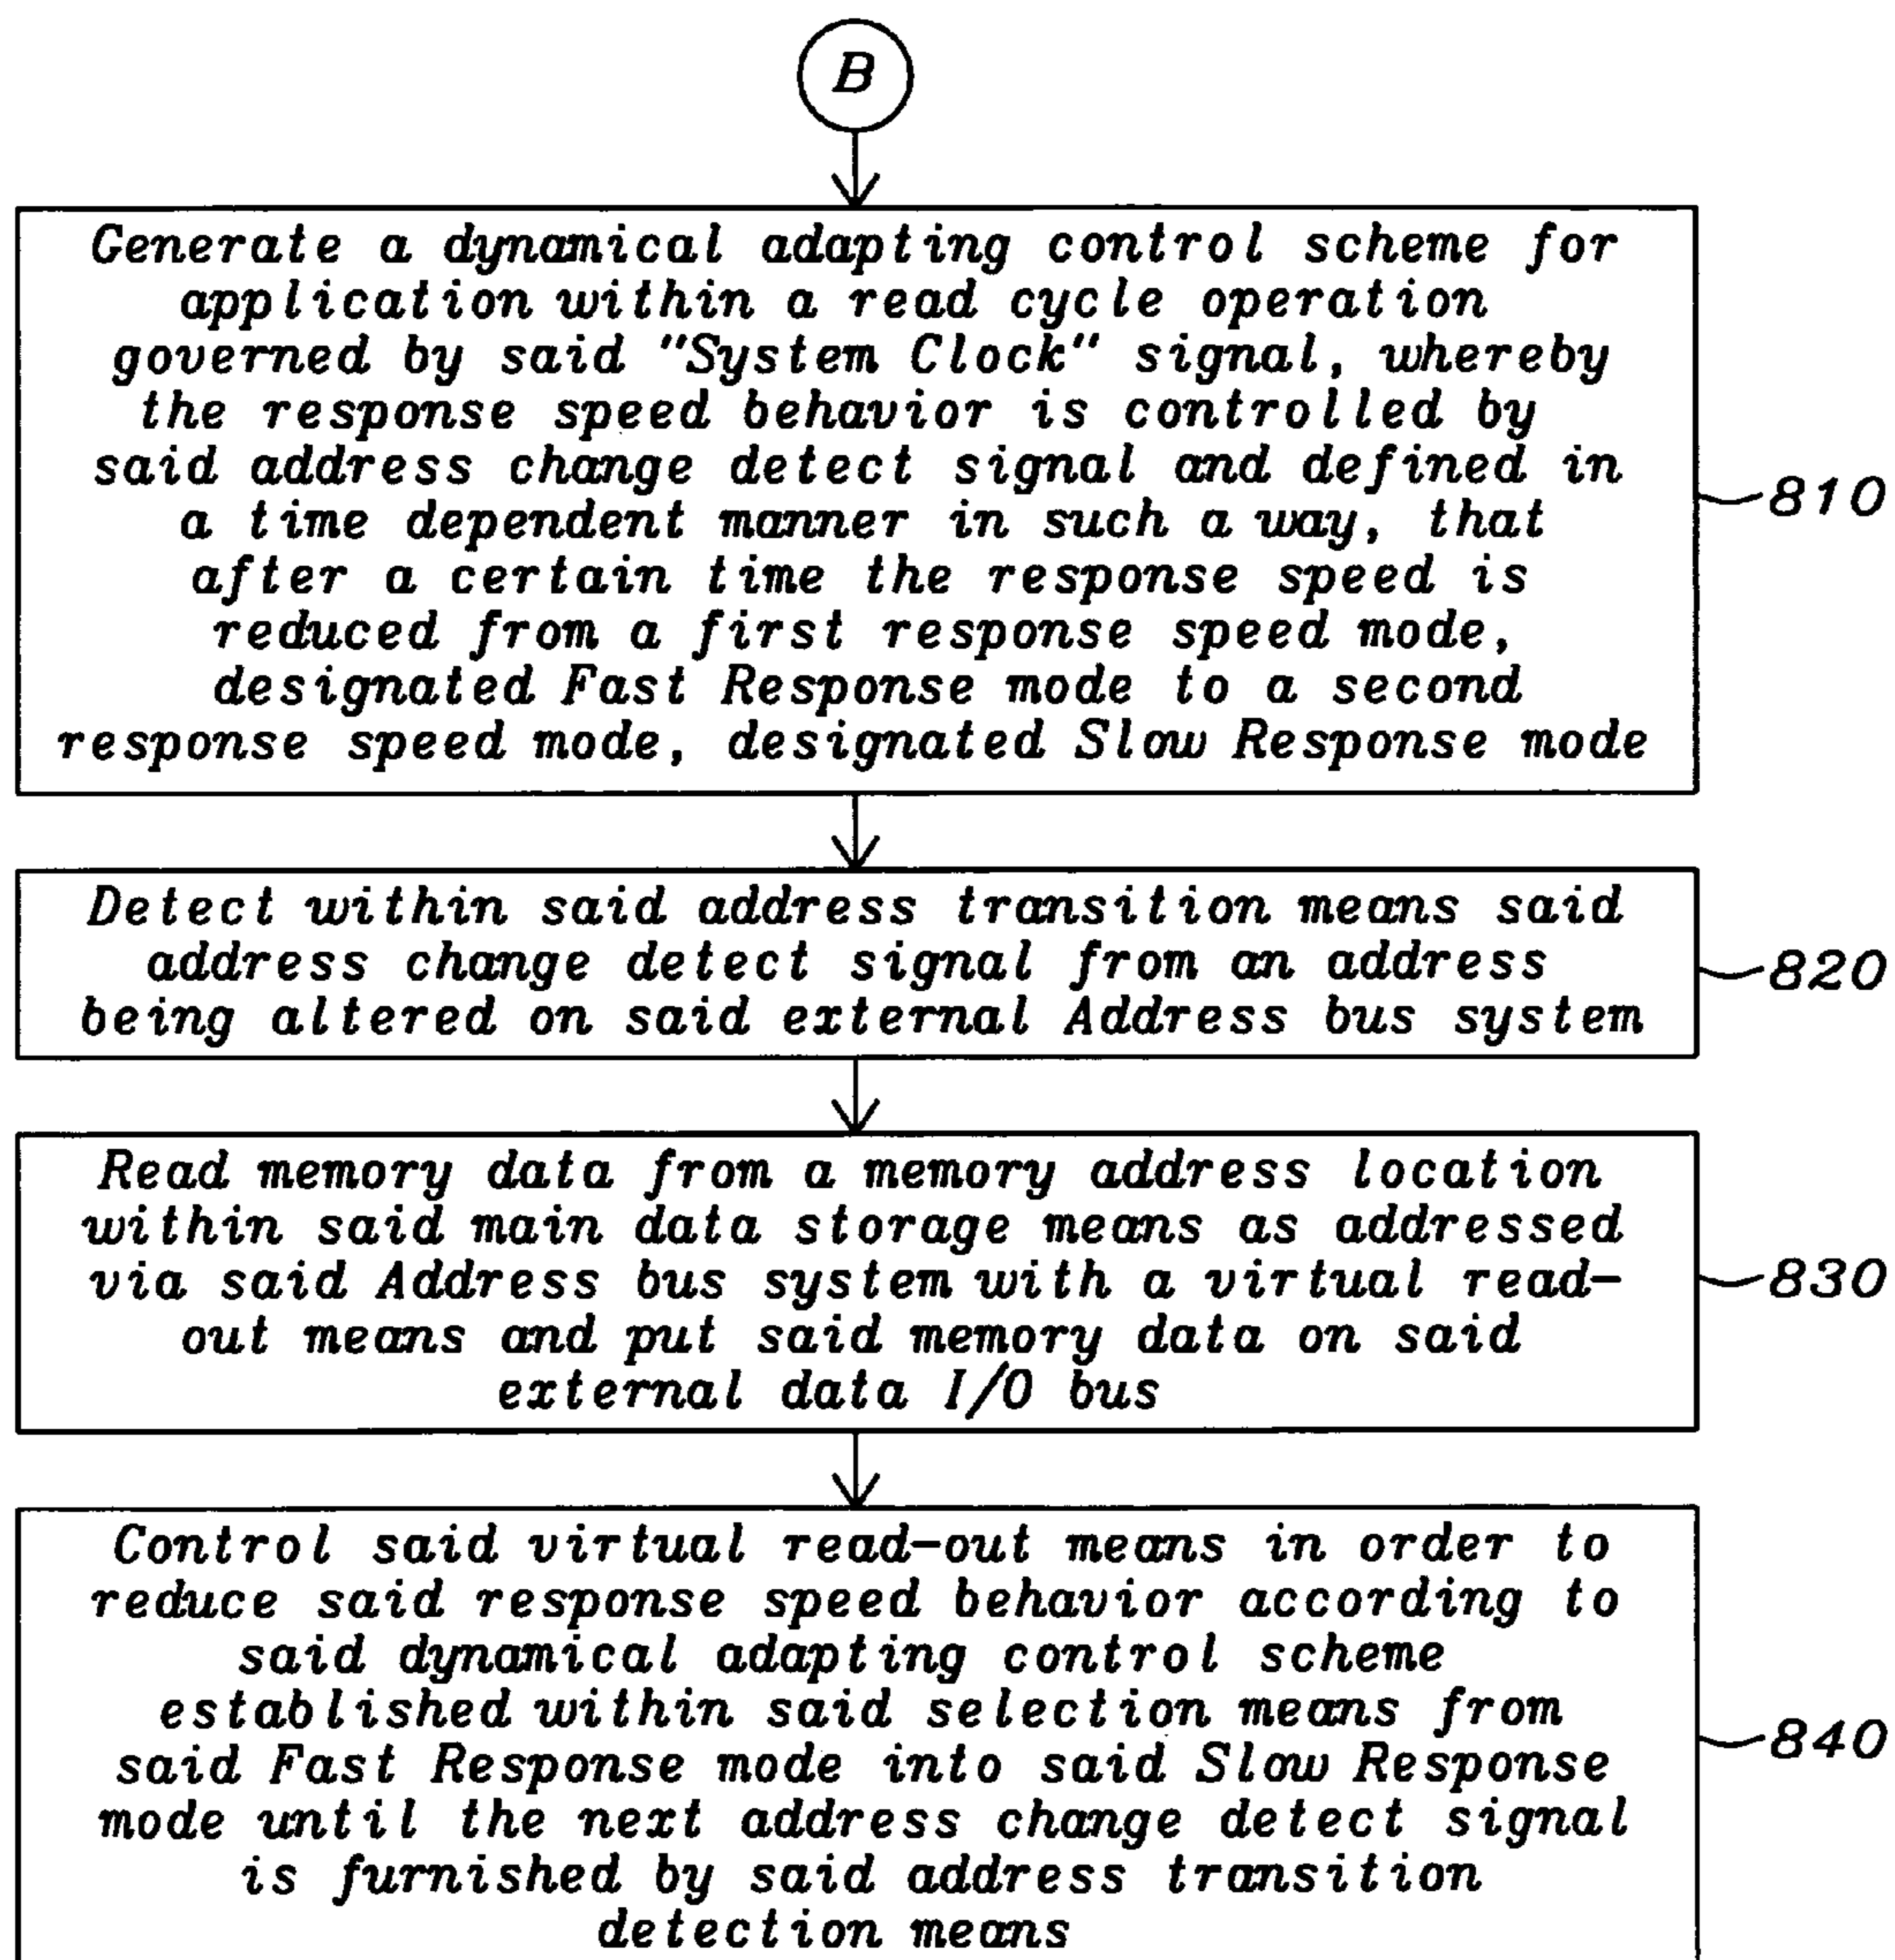 B
Generate a dynamical adapting control scheme for
application within a read cycle operation
governed by said "System Clock" signal, whereby
the response speed behavior is controlled by
said address change detect signal and defined in
a time dependent manner in such a way, that
after a certain time the response speed is
reduced from a first response speed mode,
designated Fast Response mode to a second
response speed mode, designated Slow Response mode
810
Detect within said address transition means said
address change detect signal from an address
being altered on said external Address bus system
820
Read memory data from a memory address location
within said main data storage means as addressed
via said Address bus system with a virtual read-
out means and put said memory data on said
external data I/O bus
830
Control said virtual read-out means in order to
reduce said response speed behavior according to
said dynamical adapting control scheme
established within said selection means from
said Fast Response mode into said Slow Response
mode until the next address change detect signal
is furnished by said address transition
detection means
840